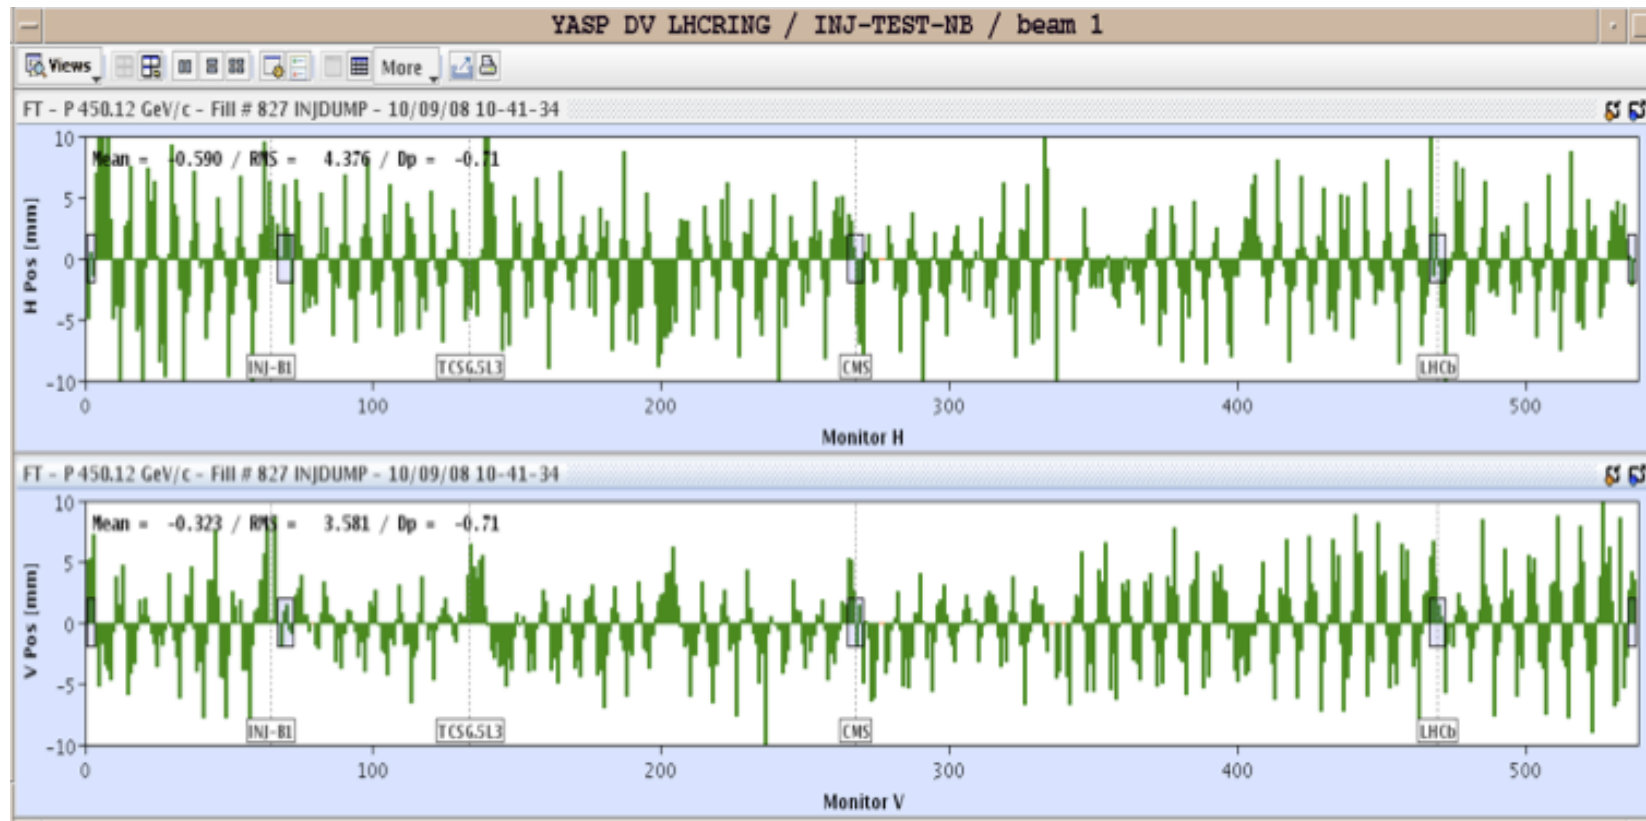 YASP DV LHCRING / INJ-TEST-NB / beam 1
Views More
FT - P 450.12 GeV/c - Fill # 827 INJDUMP - 10/09/08 10-41-34
Mean = -0.590 / RMS = 4.376 / Dp = -0.71
H Pos [mm]
10
5
0
-5
-10
INJ-B1 TCSG.5L3 CMS LHCb
0 100 200 300 400 500
Monitor H
FT - P 450.12 GeV/c - Fill # 827 INJDUMP - 10/09/08 10-41-34
Mean = -0.323 / RMS = 3.581 / Dp = -0.71
V Pos [mm]
10
5
0
-5
-10
INJ-B1 TCSG.5L3 CMS LHCb
0 100 200 300 400 500
Monitor V